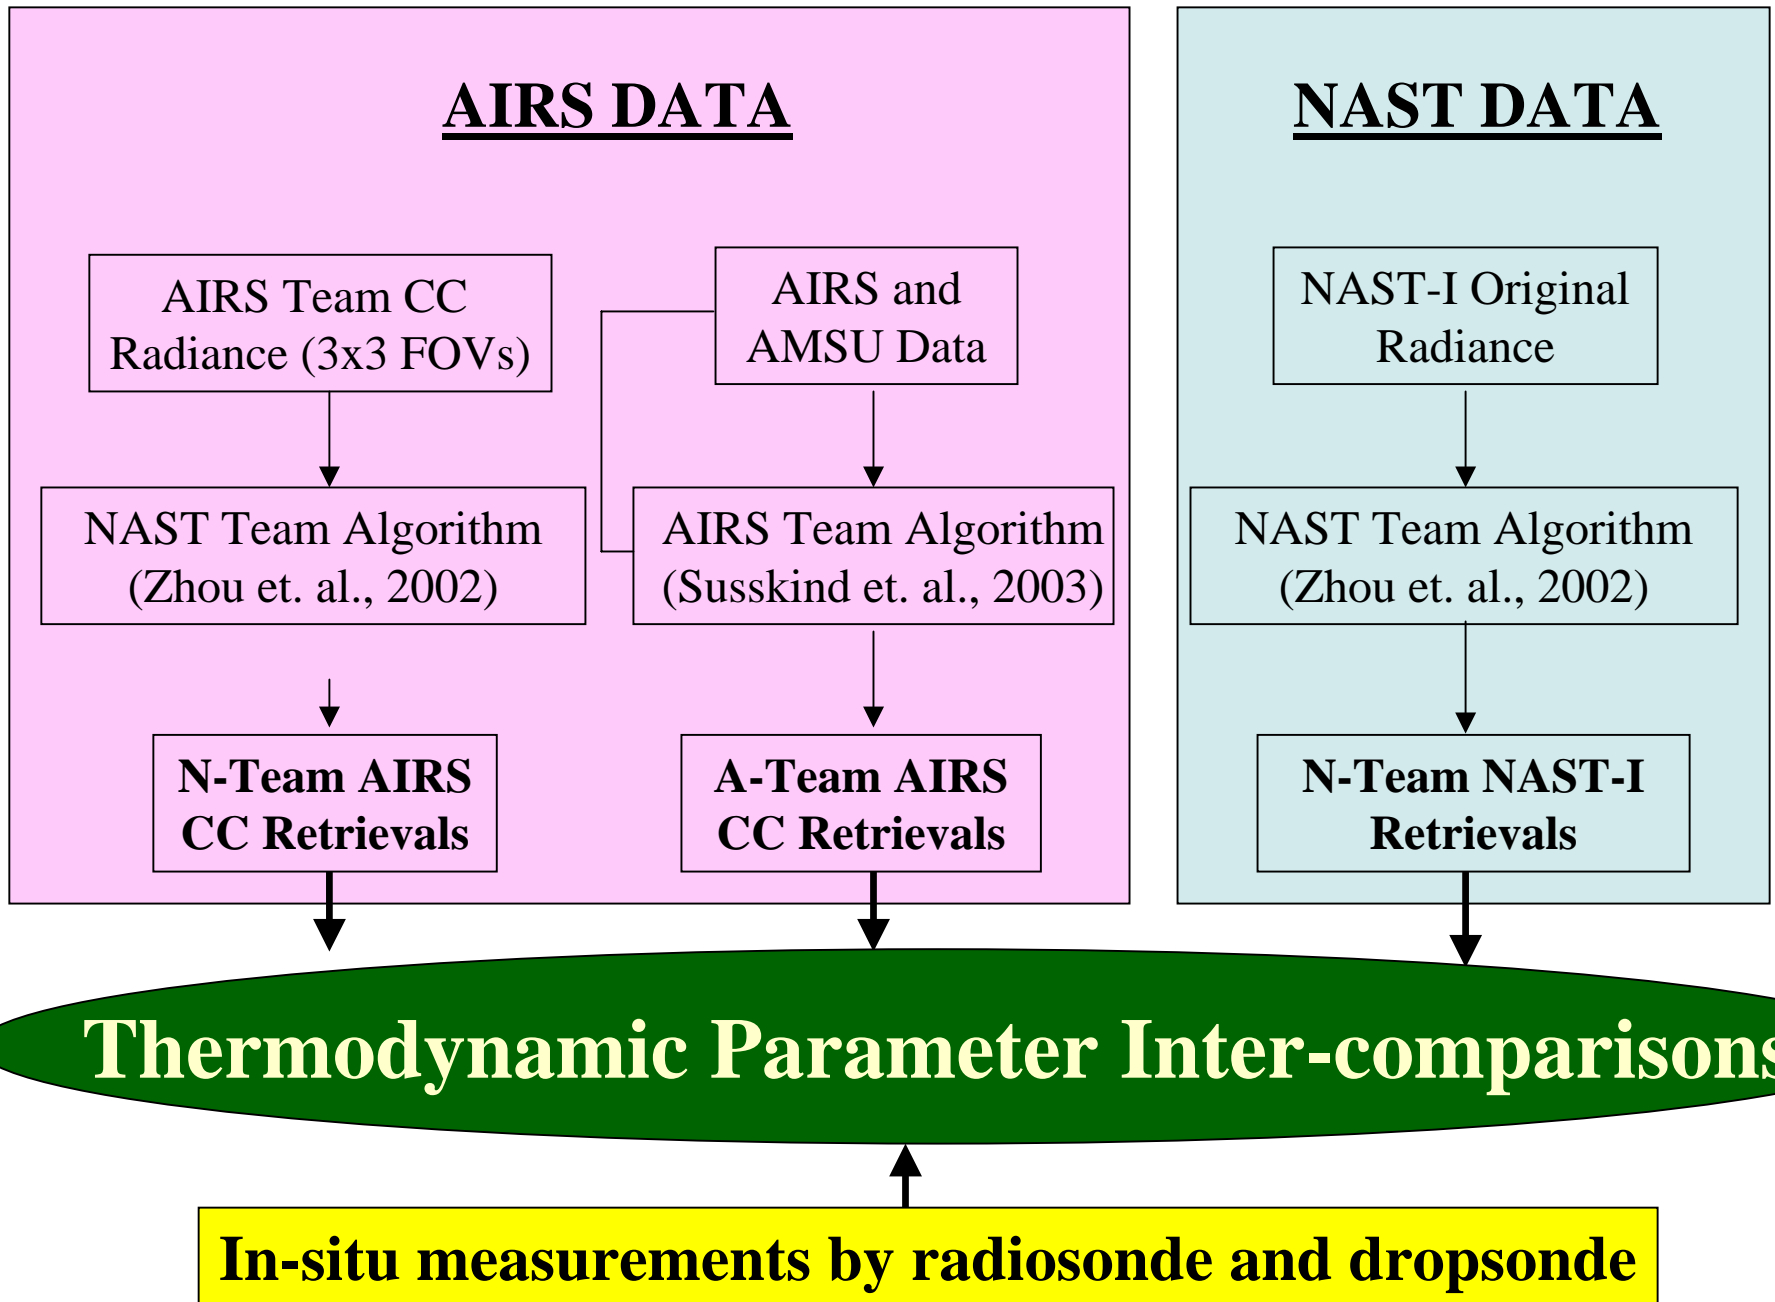 AIRS DATA
AIRS Team CC
Radiance (3x3 FOVs)
NAST Team Algorithm
(Zhou et. al., 2002)
N-Team AIRS
CC Retrievals
AIRS and
AMSU Data
AIRS Team Algorithm
(Susskind et. al., 2003)
A-Team AIRS
CC Retrievals
NAST DATA
NAST-I Original
Radiance
NAST Team Algorithm
(Zhou et. al., 2002)
N-Team NAST-I
Retrievals
Thermodynamic Parameter Inter-comparisons
In-situ measurements by radiosonde and dropsonde